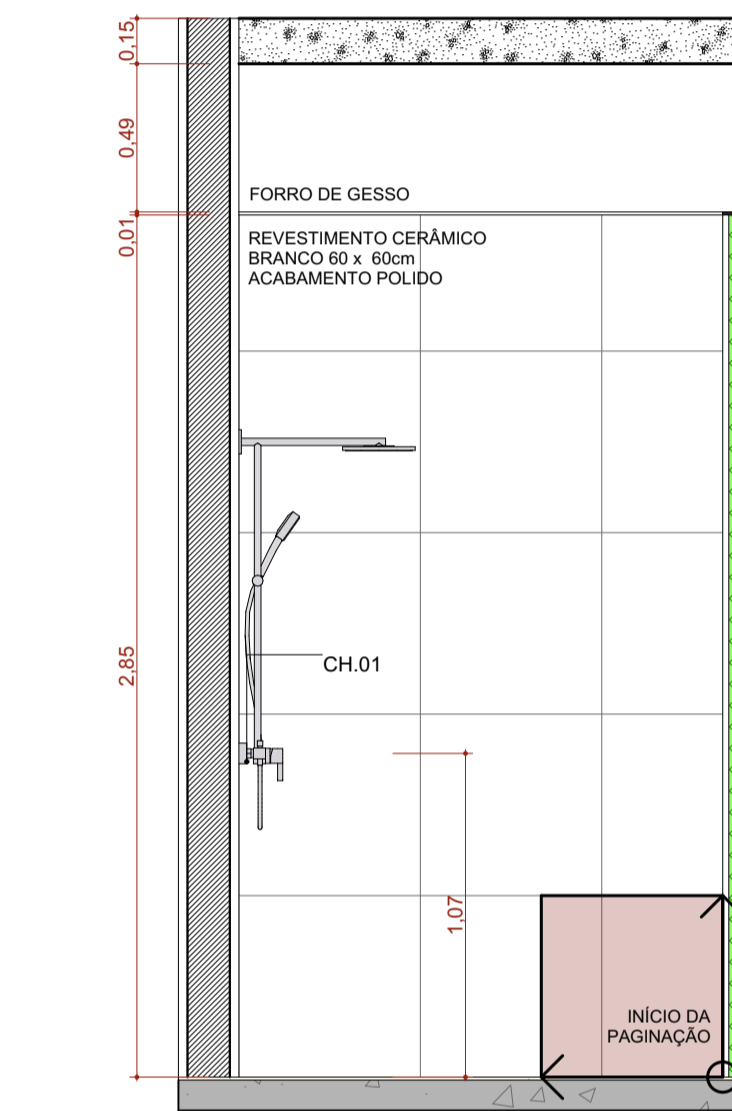 0,15
0,49
FORRO DE GESSO
0,01
REVESTIMENTO CERÂMICO
BRANCO 60 x 60cm
ACABAMENTO POLIDO
2,85
CH.01
1,07
INÍCIO DA
PAGINAÇÃO